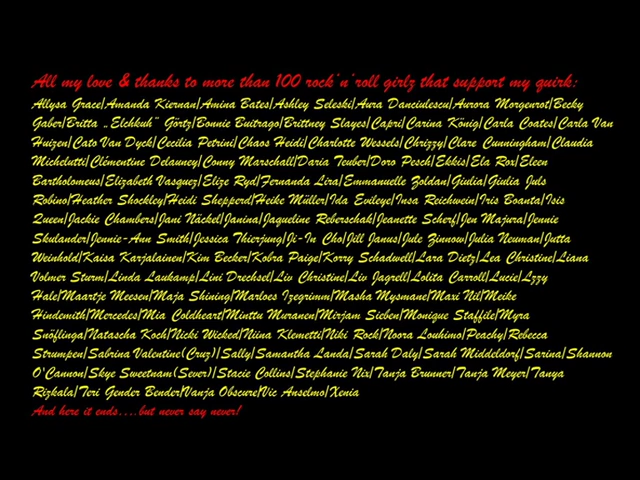 All my love & thanks to more than 100 rock´n´roll girlz that support my quirk:
Allysa Grace|Amanda Kiernan|Amina Bates|Ashley Seleski|Aura Danciulescu|Aurora Morgenrot|Becky
Gaber|Britta „Elchkuh“ Görtz|Bonnie Buitrago|Brittney Slayes|Capri|Carina König|Carla Coates|Carla Van
Huizen|Cato Van Dyck|Cecilia Petrini|Chaos Heidi|Charlotte Wessels|Chrizzy|Clare Cunningham|Claudia
Michelutti|Clémentine Delauney|Conny Marschall|Daria Teuber|Doro Pesch|Ekkis|Ela Rox|Eleen
Bartholomeus|Elizabeth Vasquez|Elize Ryd|Fernanda Lira|Emmanuelle Zoldan|Giulia|Giulia Juls
Robino|Heather Shockley|Heidi Shepperd|Heike Müller|Ida Evileye|Insa Reichwein|Iris Boanta|Isis
Queen|Jackie Chambers|Jani Näckel|Janina|Jaqueline Reberschak|Jeanette Scherf|Jen Majura|Jennie
Skulander|Jennie-Ann Smith|Jessica Thierjung|Ji-In Cho|Jill Janus|Jule Zinnow|Julia Neuman|Jutta
Weinhold|Kaisa Karjalainen|Kim Becker|Kobra Paige|Korry Schadwell|Lara Dietz|Lea Christine|Liana
Volmer Sturm|Linda Laukamp|Lini Drechsel|Liv Christine|Liv Jagrell|Lolita Carroll|Lucie|Lzzy
Hale|Maartje Meesen|Maja Shining|Marloes Izegrimm|Masha Mysmane|Maxi Nil|Meike
Hindemith|Mercedes|Mia Coldheart|Minttu Muranen|Mirjam Sieben|Monique Staffile|Myra
Snöflinga|Natascha Koch|Nicki Wicked|Niina Klemetti|Niki Rock|Noora Louhimo|Peachy|Rebecca
Strumpen|Sabrina Valentine(Cruz)|Sally|Samantha Landa|Sarah Daly|Sarah Middeldorf|Sarina|Shannon
O'Cannon|Skye Sweetnam(Sever)|Stacie Collins|Stephanie Nix|Tanja Brunner|Tanja Meyer|Tanya
Rizkala|Teri Gender Bender|Vanja Obscure|Vic Anselmo|Xenia
And here it ends….but never say never!